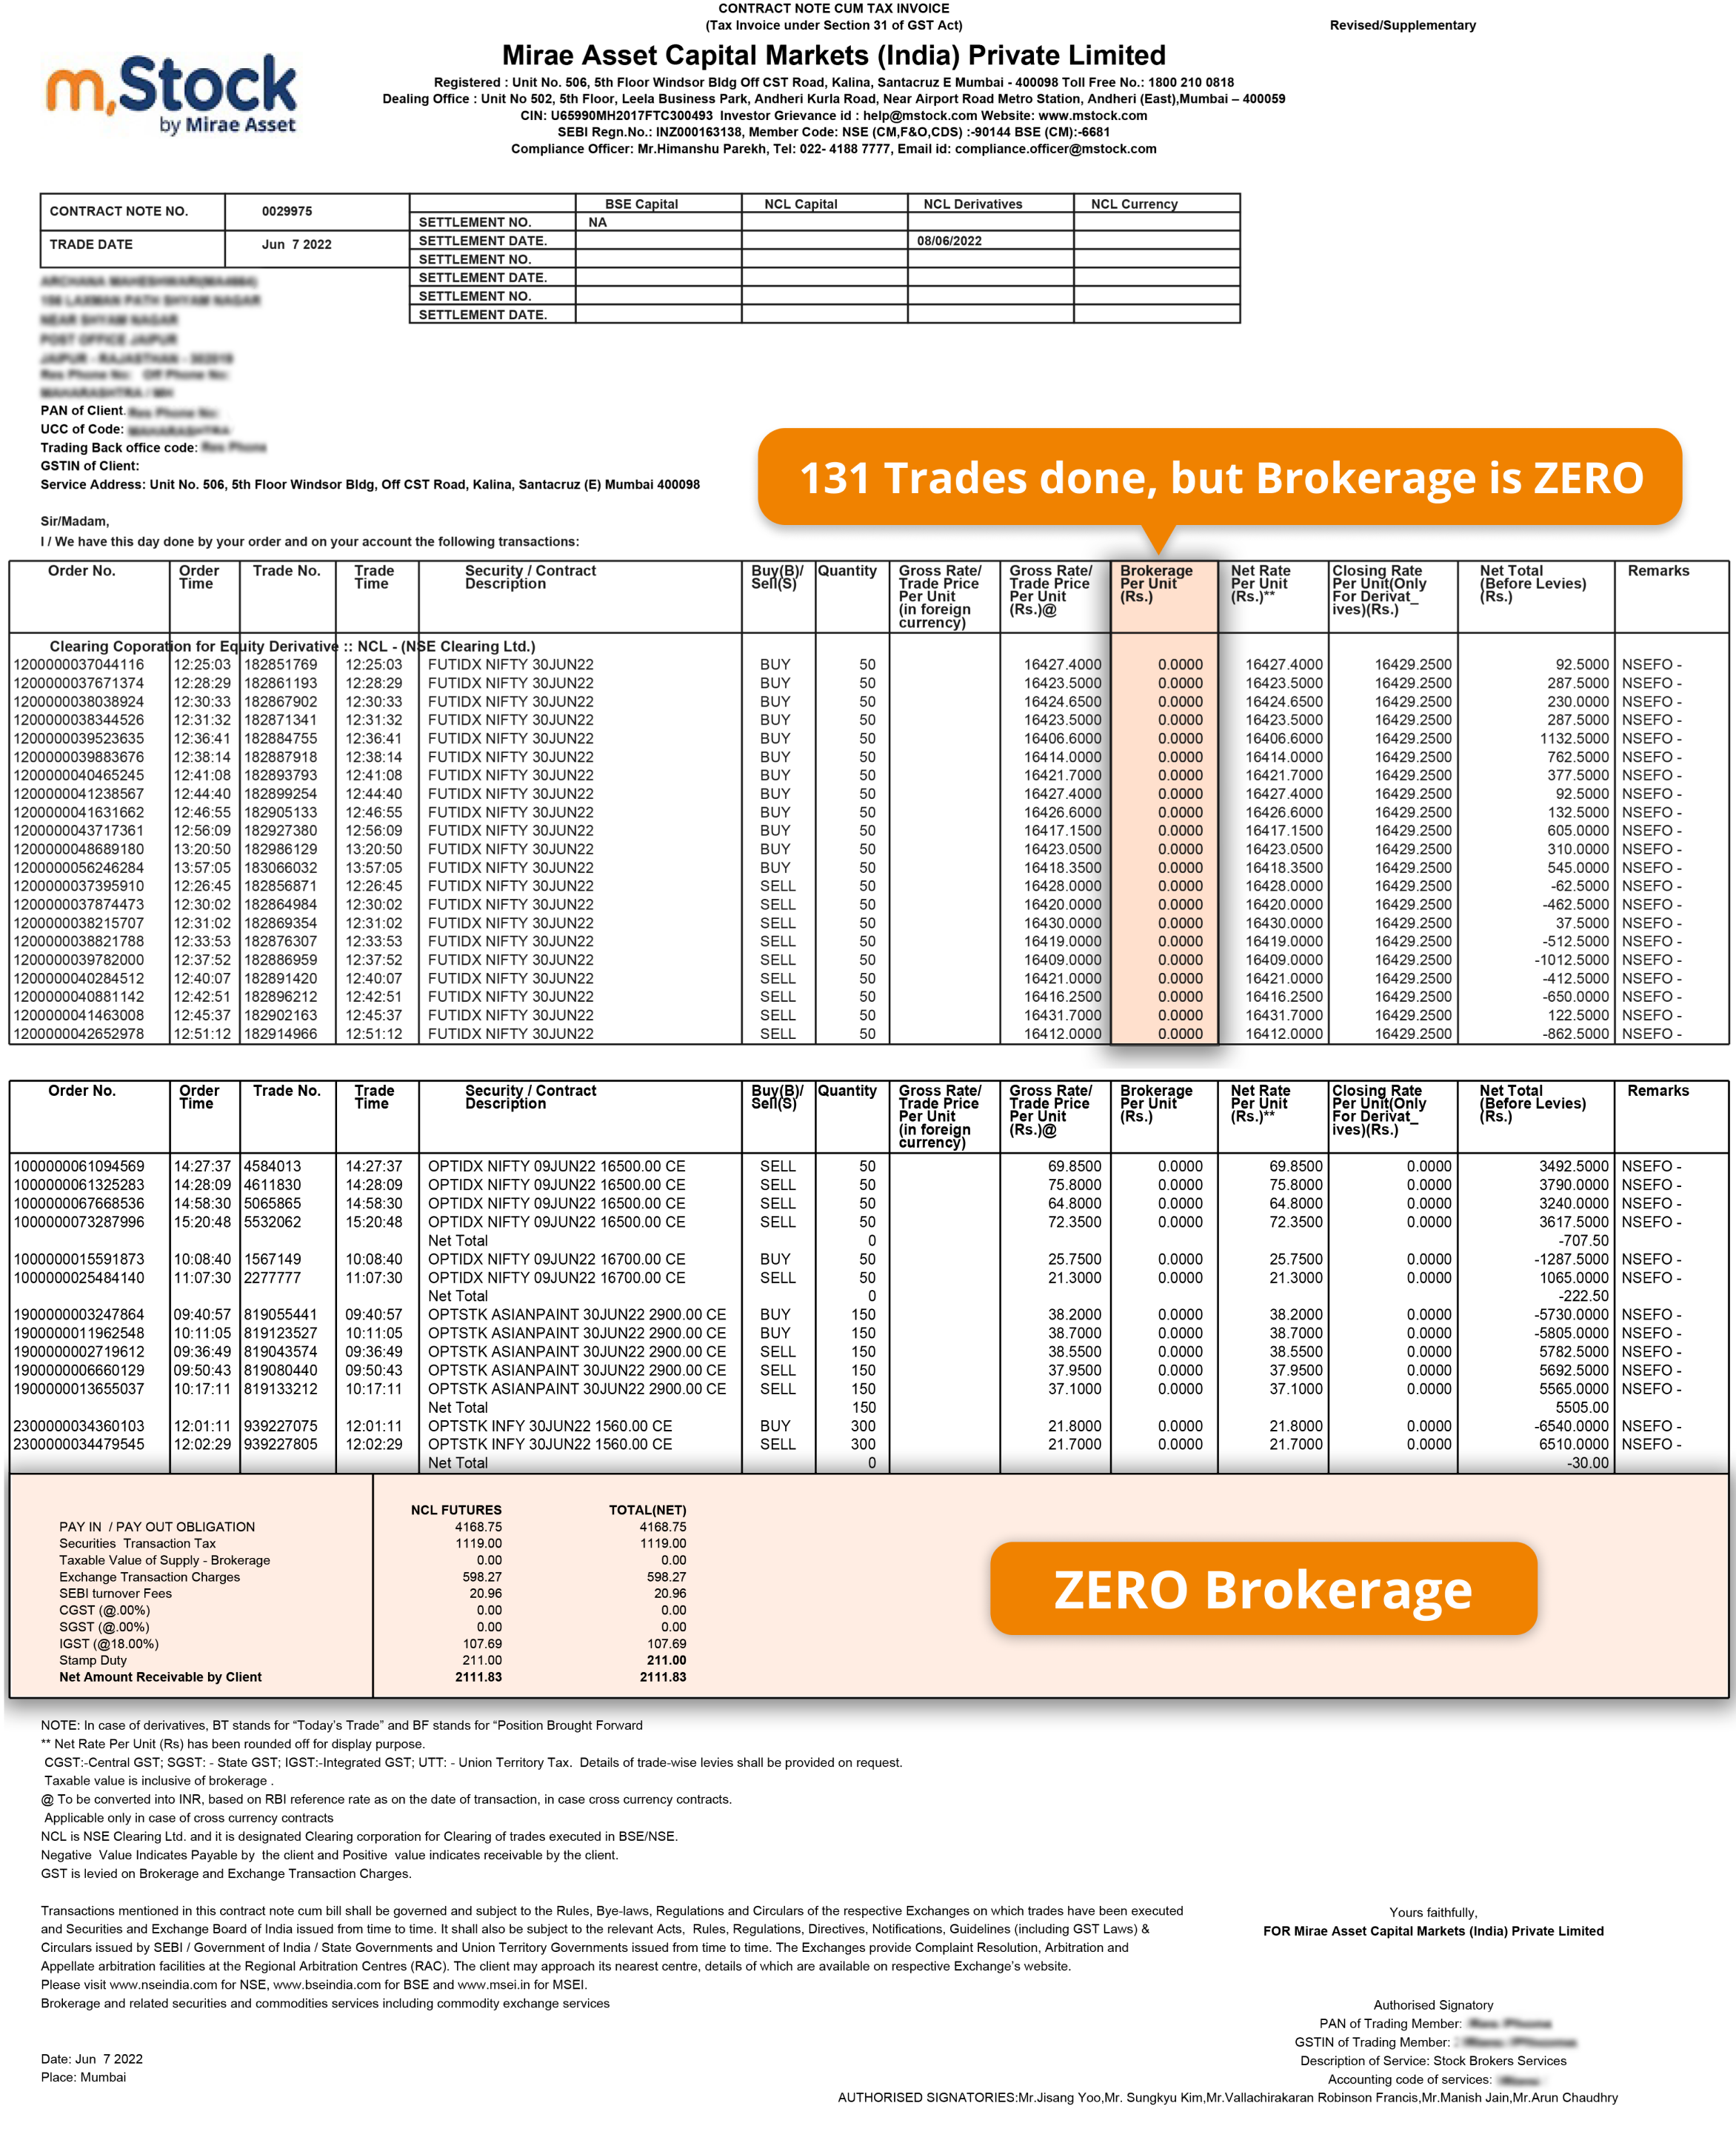 CONTRACT NOTE CUM TAX INVOICE
(Tax Invoice under Section 31 of GST Act)
Revised/Supplementary
m.Stock
by Mirae Asset
Mirae Asset Capital Markets (India) Private Limited
Registered : Unit No. 506, 5th Floor Windsor Bldg Off CST Road, Kalina, Santacruz E Mumbai - 400098 Toll Free No.: 1800 210 0818
Dealing Office : Unit No 502, 5th Floor, Leela Business Park, Andheri Kurla Road, Near Airport Road Metro Station, Andheri (East),Mumbai – 400059
CIN: U65990MH2017FTC300493 Investor Grievance id : help@mstock.com Website: www.mstock.com
SEBI Regn.No.: INZ000163138, Member Code: NSE (CM,F&O,CDS) :-90144 BSE (CM):-6681
Compliance Officer: Mr.Himanshu Parekh, Tel: 022- 4188 7777, Email id: compliance.officer@mstock.com
CONTRACT NOTE NO. 0029975
TRADE DATE Jun 7 2022
BSE Capital NCL Capital NCL Derivatives NCL Currency
SETTLEMENT NO. NA
SETTLEMENT DATE. 08/06/2022
SETTLEMENT NO.
SETTLEMENT DATE.
SETTLEMENT NO.
SETTLEMENT DATE.
PAN of Client.
UCC of Code:
Trading Back office code:
GSTIN of Client:
Service Address: Unit No. 506, 5th Floor Windsor Bldg, Off CST Road, Kalina, Santacruz (E) Mumbai 400098
131 Trades done, but Brokerage is ZERO
Sir/Madam,
I / We have this day done by your order and on your account the following transactions:
Order No. Order Time Trade No. Trade Time Security / Contract Description Buy(B)/ Sell(S) Quantity Gross Rate/ Trade Price Per Unit (in foreign currency) Gross Rate/ Trade Price Per Unit (Rs.)@ Brokerage Per Unit (Rs.) Net Rate Per Unit (Rs.)** Closing Rate Per Unit(Only For Derivat_ ives)(Rs.) Net Total (Before Levies) (Rs.) Remarks
Clearing Coporation for Equity Derivative :: NCL - (NSE Clearing Ltd.)
1200000037044116 12:25:03 182851769 12:25:03 FUTIDX NIFTY 30JUN22 BUY 50 16427.4000 0.0000 16427.4000 16429.2500 92.5000 NSEFO -
1200000037671374 12:28:29 182861193 12:28:29 FUTIDX NIFTY 30JUN22 BUY 50 16423.5000 0.0000 16423.5000 16429.2500 287.5000 NSEFO -
1200000038038924 12:30:33 182867902 12:30:33 FUTIDX NIFTY 30JUN22 BUY 50 16424.6500 0.0000 16424.6500 16429.2500 230.0000 NSEFO -
1200000038344526 12:31:32 182871341 12:31:32 FUTIDX NIFTY 30JUN22 BUY 50 16423.5000 0.0000 16423.5000 16429.2500 287.5000 NSEFO -
1200000039523635 12:36:41 182884755 12:36:41 FUTIDX NIFTY 30JUN22 BUY 50 16406.6000 0.0000 16406.6000 16429.2500 1132.5000 NSEFO -
1200000039883676 12:38:14 182887918 12:38:14 FUTIDX NIFTY 30JUN22 BUY 50 16414.0000 0.0000 16414.0000 16429.2500 762.5000 NSEFO -
1200000040465245 12:41:08 182893793 12:41:08 FUTIDX NIFTY 30JUN22 BUY 50 16421.7000 0.0000 16421.7000 16429.2500 377.5000 NSEFO -
1200000041238567 12:44:40 182899254 12:44:40 FUTIDX NIFTY 30JUN22 BUY 50 16427.4000 0.0000 16427.4000 16429.2500 92.5000 NSEFO -
1200000041631662 12:46:55 182905133 12:46:55 FUTIDX NIFTY 30JUN22 BUY 50 16426.6000 0.0000 16426.6000 16429.2500 132.5000 NSEFO -
1200000043717361 12:56:09 182927380 12:56:09 FUTIDX NIFTY 30JUN22 BUY 50 16417.1500 0.0000 16417.1500 16429.2500 605.0000 NSEFO -
1200000048689180 13:20:50 182986129 13:20:50 FUTIDX NIFTY 30JUN22 BUY 50 16423.0500 0.0000 16423.0500 16429.2500 310.0000 NSEFO -
1200000056246284 13:57:05 183066032 13:57:05 FUTIDX NIFTY 30JUN22 BUY 50 16418.3500 0.0000 16418.3500 16429.2500 545.0000 NSEFO -
1200000037395910 12:26:45 182856871 12:26:45 FUTIDX NIFTY 30JUN22 SELL 50 16428.0000 0.0000 16428.0000 16429.2500 -62.5000 NSEFO -
1200000037874473 12:30:02 182864984 12:30:02 FUTIDX NIFTY 30JUN22 SELL 50 16420.0000 0.0000 16420.0000 16429.2500 -462.5000 NSEFO -
1200000038215707 12:31:02 182869354 12:31:02 FUTIDX NIFTY 30JUN22 SELL 50 16430.0000 0.0000 16430.0000 16429.2500 37.5000 NSEFO -
1200000038821788 12:33:53 182876307 12:33:53 FUTIDX NIFTY 30JUN22 SELL 50 16419.0000 0.0000 16419.0000 16429.2500 -512.5000 NSEFO -
1200000039782000 12:37:52 182886959 12:37:52 FUTIDX NIFTY 30JUN22 SELL 50 16409.0000 0.0000 16409.0000 16429.2500 -1012.5000 NSEFO -
1200000040284512 12:40:07 182891420 12:40:07 FUTIDX NIFTY 30JUN22 SELL 50 16421.0000 0.0000 16421.0000 16429.2500 -412.5000 NSEFO -
1200000040881142 12:42:51 182896212 12:42:51 FUTIDX NIFTY 30JUN22 SELL 50 16416.2500 0.0000 16416.2500 16429.2500 -650.0000 NSEFO -
1200000041463008 12:45:37 182902163 12:45:37 FUTIDX NIFTY 30JUN22 SELL 50 16431.7000 0.0000 16431.7000 16429.2500 122.5000 NSEFO -
1200000042652978 12:51:12 182914966 12:51:12 FUTIDX NIFTY 30JUN22 SELL 50 16412.0000 0.0000 16412.0000 16429.2500 -862.5000 NSEFO -
Order No. Order Time Trade No. Trade Time Security / Contract Description Buy(B)/ Sell(S) Quantity Gross Rate/ Trade Price Per Unit (in foreign currency) Gross Rate/ Trade Price Per Unit (Rs.)@ Brokerage Per Unit (Rs.) Net Rate Per Unit (Rs.)** Closing Rate Per Unit(Only For Derivat_ ives)(Rs.) Net Total (Before Levies) (Rs.) Remarks
1000000061094569 14:27:37 4584013 14:27:37 OPTIDX NIFTY 09JUN22 16500.00 CE SELL 50 69.8500 0.0000 69.8500 0.0000 3492.5000 NSEFO -
1000000061325283 14:28:09 4611830 14:28:09 OPTIDX NIFTY 09JUN22 16500.00 CE SELL 50 75.8000 0.0000 75.8000 0.0000 3790.0000 NSEFO -
1000000067668536 14:58:30 5065865 14:58:30 OPTIDX NIFTY 09JUN22 16500.00 CE SELL 50 64.8000 0.0000 64.8000 0.0000 3240.0000 NSEFO -
1000000073287996 15:20:48 5532062 15:20:48 OPTIDX NIFTY 09JUN22 16500.00 CE SELL 50 72.3500 0.0000 72.3500 0.0000 3617.5000 NSEFO -
Net Total 0 -707.50
1000000015591873 10:08:40 1567149 10:08:40 OPTIDX NIFTY 09JUN22 16700.00 CE BUY 50 25.7500 0.0000 25.7500 0.0000 -1287.5000 NSEFO -
1000000025484140 11:07:30 2277777 11:07:30 OPTIDX NIFTY 09JUN22 16700.00 CE SELL 50 21.3000 0.0000 21.3000 0.0000 1065.0000 NSEFO -
Net Total 0 -222.50
1900000003247864 09:40:57 819055441 09:40:57 OPTSTK ASIANPAINT 30JUN22 2900.00 CE BUY 150 38.2000 0.0000 38.2000 0.0000 -5730.0000 NSEFO -
1900000011962548 10:11:05 819123527 10:11:05 OPTSTK ASIANPAINT 30JUN22 2900.00 CE BUY 150 38.7000 0.0000 38.7000 0.0000 -5805.0000 NSEFO -
1900000002719612 09:36:49 819043574 09:36:49 OPTSTK ASIANPAINT 30JUN22 2900.00 CE SELL 150 38.5500 0.0000 38.5500 0.0000 5782.5000 NSEFO -
1900000006660129 09:50:43 819080440 09:50:43 OPTSTK ASIANPAINT 30JUN22 2900.00 CE SELL 150 37.9500 0.0000 37.9500 0.0000 5692.5000 NSEFO -
1900000013655037 10:17:11 819133212 10:17:11 OPTSTK ASIANPAINT 30JUN22 2900.00 CE SELL 150 37.1000 0.0000 37.1000 0.0000 5565.0000 NSEFO -
Net Total 150 5505.00
2300000034360103 12:01:11 939227075 12:01:11 OPTSTK INFY 30JUN22 1560.00 CE BUY 300 21.8000 0.0000 21.8000 0.0000 -6540.0000 NSEFO -
2300000034479545 12:02:29 939227805 12:02:29 OPTSTK INFY 30JUN22 1560.00 CE SELL 300 21.7000 0.0000 21.7000 0.0000 6510.0000 NSEFO -
Net Total 0 -30.00
NCL FUTURES TOTAL(NET)
PAY IN / PAY OUT OBLIGATION 4168.75 4168.75
Securities Transaction Tax 1119.00 1119.00
Taxable Value of Supply - Brokerage 0.00 0.00
Exchange Transaction Charges 598.27 598.27
SEBI turnover Fees 20.96 20.96
CGST (@.00%) 0.00 0.00
SGST (@.00%) 0.00 0.00
IGST (@18.00%) 107.69 107.69
Stamp Duty 211.00 211.00
Net Amount Receivable by Client 2111.83 2111.83
ZERO Brokerage
NOTE: In case of derivatives, BT stands for “Today’s Trade” and BF stands for “Position Brought Forward
** Net Rate Per Unit (Rs) has been rounded off for display purpose.
CGST:-Central GST; SGST: - State GST; IGST:-Integrated GST; UTT: - Union Territory Tax. Details of trade-wise levies shall be provided on request.
Taxable value is inclusive of brokerage .
@ To be converted into INR, based on RBI reference rate as on the date of transaction, in case cross currency contracts.
Applicable only in case of cross currency contracts
NCL is NSE Clearing Ltd. and it is designated Clearing corporation for Clearing of trades executed in BSE/NSE.
Negative Value Indicates Payable by the client and Positive value indicates receivable by the client.
GST is levied on Brokerage and Exchange Transaction Charges.
Transactions mentioned in this contract note cum bill shall be governed and subject to the Rules, Bye-laws, Regulations and Circulars of the respective Exchanges on which trades have been executed
and Securities and Exchange Board of India issued from time to time. It shall also be subject to the relevant Acts, Rules, Regulations, Directives, Notifications, Guidelines (including GST Laws) &
Circulars issued by SEBI / Government of India / State Governments and Union Territory Governments issued from time to time. The Exchanges provide Complaint Resolution, Arbitration and
Appellate arbitration facilities at the Regional Arbitration Centres (RAC). The client may approach its nearest centre, details of which are available on respective Exchange’s website.
Please visit www.nseindia.com for NSE, www.bseindia.com for BSE and www.msei.in for MSEI.
Brokerage and related securities and commodities services including commodity exchange services
Yours faithfully,
FOR Mirae Asset Capital Markets (India) Private Limited
Authorised Signatory
PAN of Trading Member:
GSTIN of Trading Member:
Description of Service: Stock Brokers Services
Accounting code of services:
Date: Jun 7 2022
Place: Mumbai
AUTHORISED SIGNATORIES:Mr.Jisang Yoo,Mr. Sungkyu Kim,Mr.Vallachirakaran Robinson Francis,Mr.Manish Jain,Mr.Arun Chaudhry